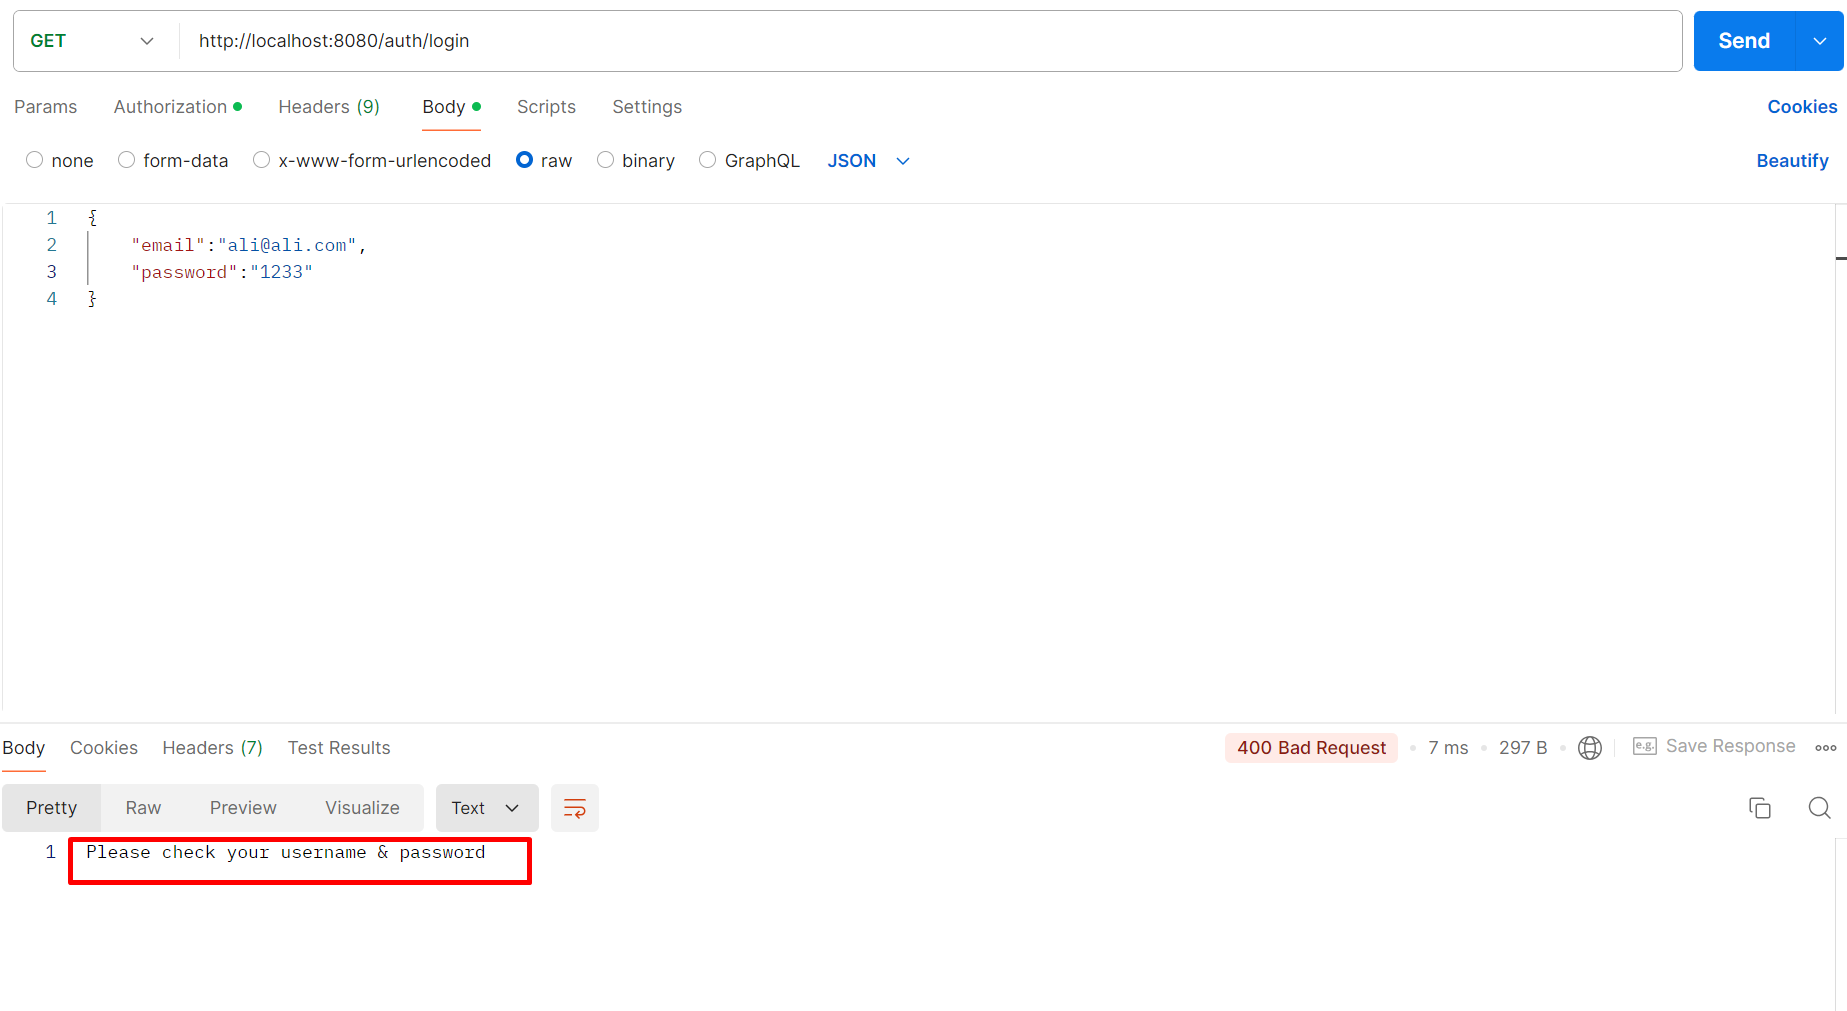 GET http://localhost:8080/auth/login Send
Params Authorization Headers (9) Body Scripts Settings Cookies
none form-data x-www-form-urlencoded raw binary GraphQL JSON Beautify
1 {
2 "email":"ali@ali.com",
3 "password":"1233"
4 }
Body Cookies Headers (7) Test Results 400 Bad Request 7 ms 297 B e.g. Save Response
Pretty Raw Preview Visualize Text
1 Please check your username & password